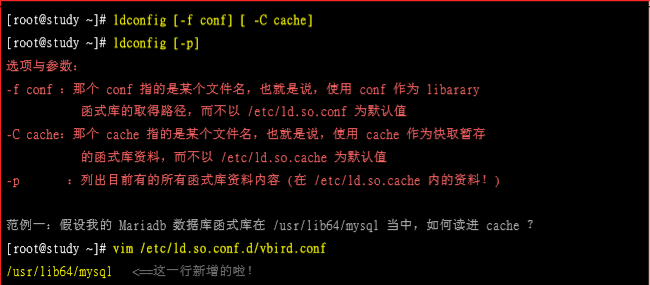 [root@study ~]# ldconfig [-f conf] [ -C cache]
[root@study ~]# ldconfig [-p]
选项与参数：
-f conf ：那个 conf 指的是某个文件名，也就是说，使用 conf 作为 libarary
函式库的取得路径，而不以 /etc/ld.so.conf 为默认值
-C cache：那个 cache 指的是某个文件名，也就是说，使用 cache 作为快取暂存
的函式库资料，而不以 /etc/ld.so.cache 为默认值
-p ：列出目前有的所有函式库资料内容 (在 /etc/ld.so.cache 内的资料！)
范例一：假设我的 Mariadb 数据库函式库在 /usr/lib64/mysql 当中，如何读进 cache ？
[root@study ~]# vim /etc/ld.so.conf.d/vbird.conf
/usr/lib64/mysql <==这一行新增的啦！